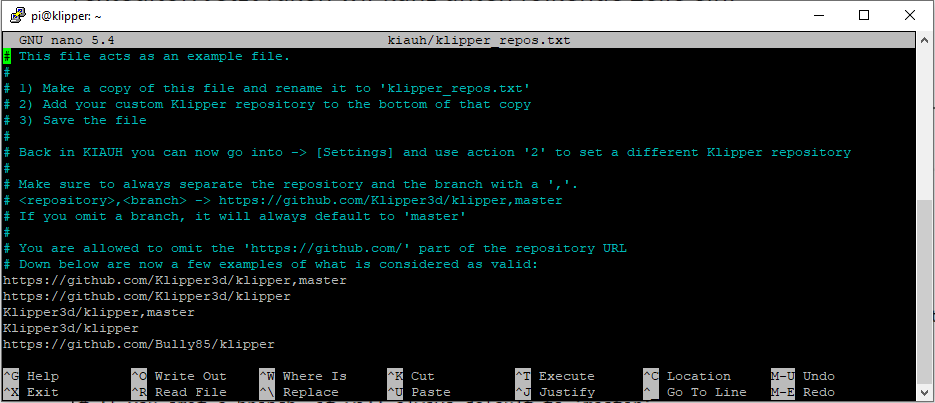 pi@klipper: ~
GNU nano 5.4 kiauh/klipper_repos.txt
# This file acts as an example file.
#
# 1) Make a copy of this file and rename it to 'klipper_repos.txt'
# 2) Add your custom Klipper repository to the bottom of that copy
# 3) Save the file
#
# Back in KIAUH you can now go into -> [Settings] and use action '2' to set a different Klipper repository
#
# Make sure to always separate the repository and the branch with a ','.
# <repository>,<branch> -> https://github.com/Klipper3d/klipper,master
# If you omit a branch, it will always default to 'master'
#
# You are allowed to omit the 'https://github.com/' part of the repository URL
# Down below are now a few examples of what is considered as valid:
https://github.com/Klipper3d/klipper,master
https://github.com/Klipper3d/klipper
Klipper3d/klipper,master
Klipper3d/klipper
https://github.com/Bully85/klipper
^G Help ^O Write Out ^W Where Is ^K Cut ^T Execute ^C Location M-U Undo
^X Exit ^R Read File ^\ Replace ^U Paste ^J Justify ^_ Go To Line M-E Redo